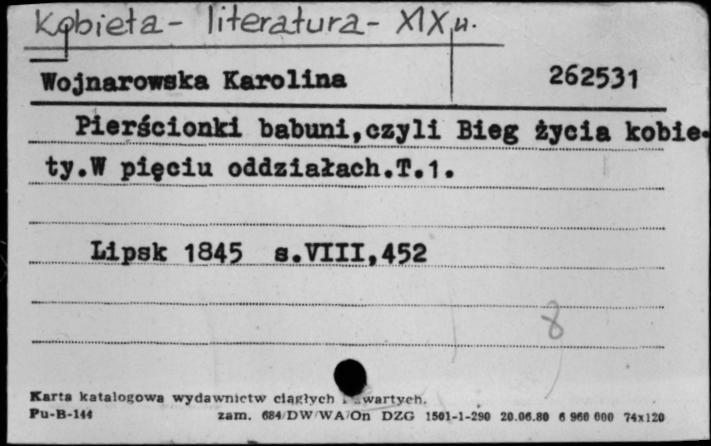 Kobieta - literatura - XIX w.
Wojnarowska Karolina 262531
Pierścionki babuni,czyli Bieg życia kobie-
ty.W pięciu oddziałach.T.1.
Lipsk 1845 s.VIII,452
8
Karta katalogowa wydawnictw ciągłych i zwartych.
Pu-B-144 zam. 684/DW/WA/On DZG 1501-1-290 20.06.80 6 960 000 74x120